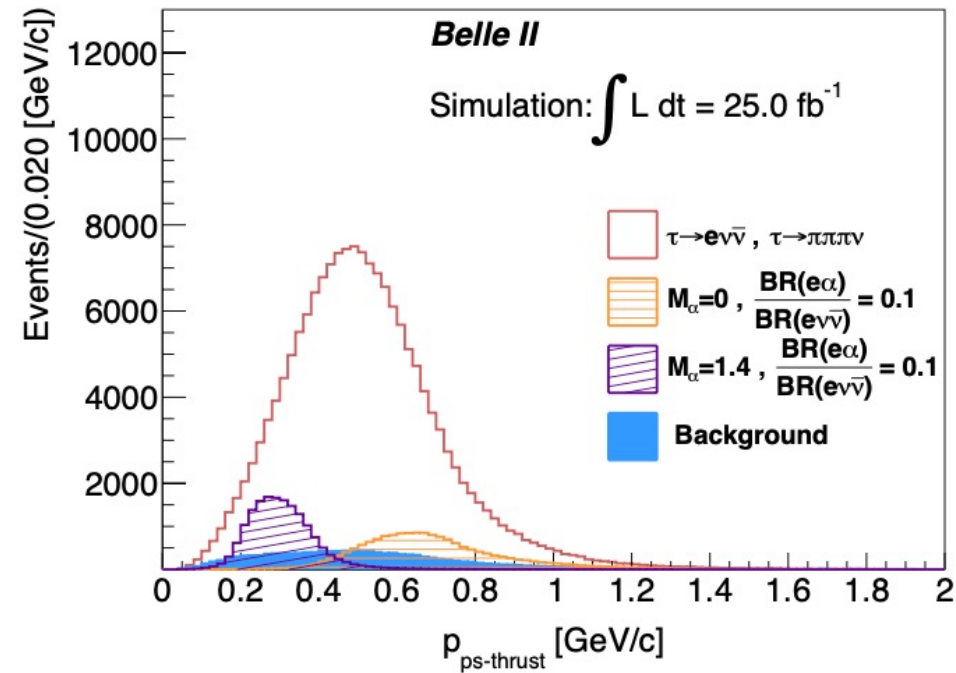 Events/(0.020 [GeV/c])
12000
10000
8000
6000
4000
2000
Belle II
Simulation: ∫ L dt = 25.0 fb⁻¹
τ→eνν̄ , τ→πππν
Mα=0 , BR(eα)/BR(eνν̄) = 0.1
Mα=1.4 , BR(eα)/BR(eνν̄) = 0.1
Background
0 0.2 0.4 0.6 0.8 1 1.2 1.4 1.6 1.8 2
p ps-thrust [GeV/c]